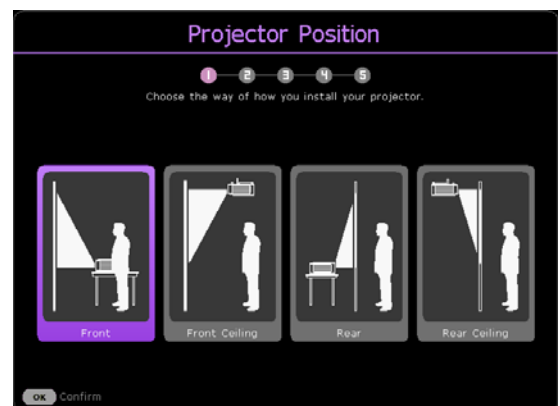 Projector Position
1 2 3 4 5
Choose the way of how you install your projector.
Front Front Ceiling Rear Rear Ceiling
OK Confirm